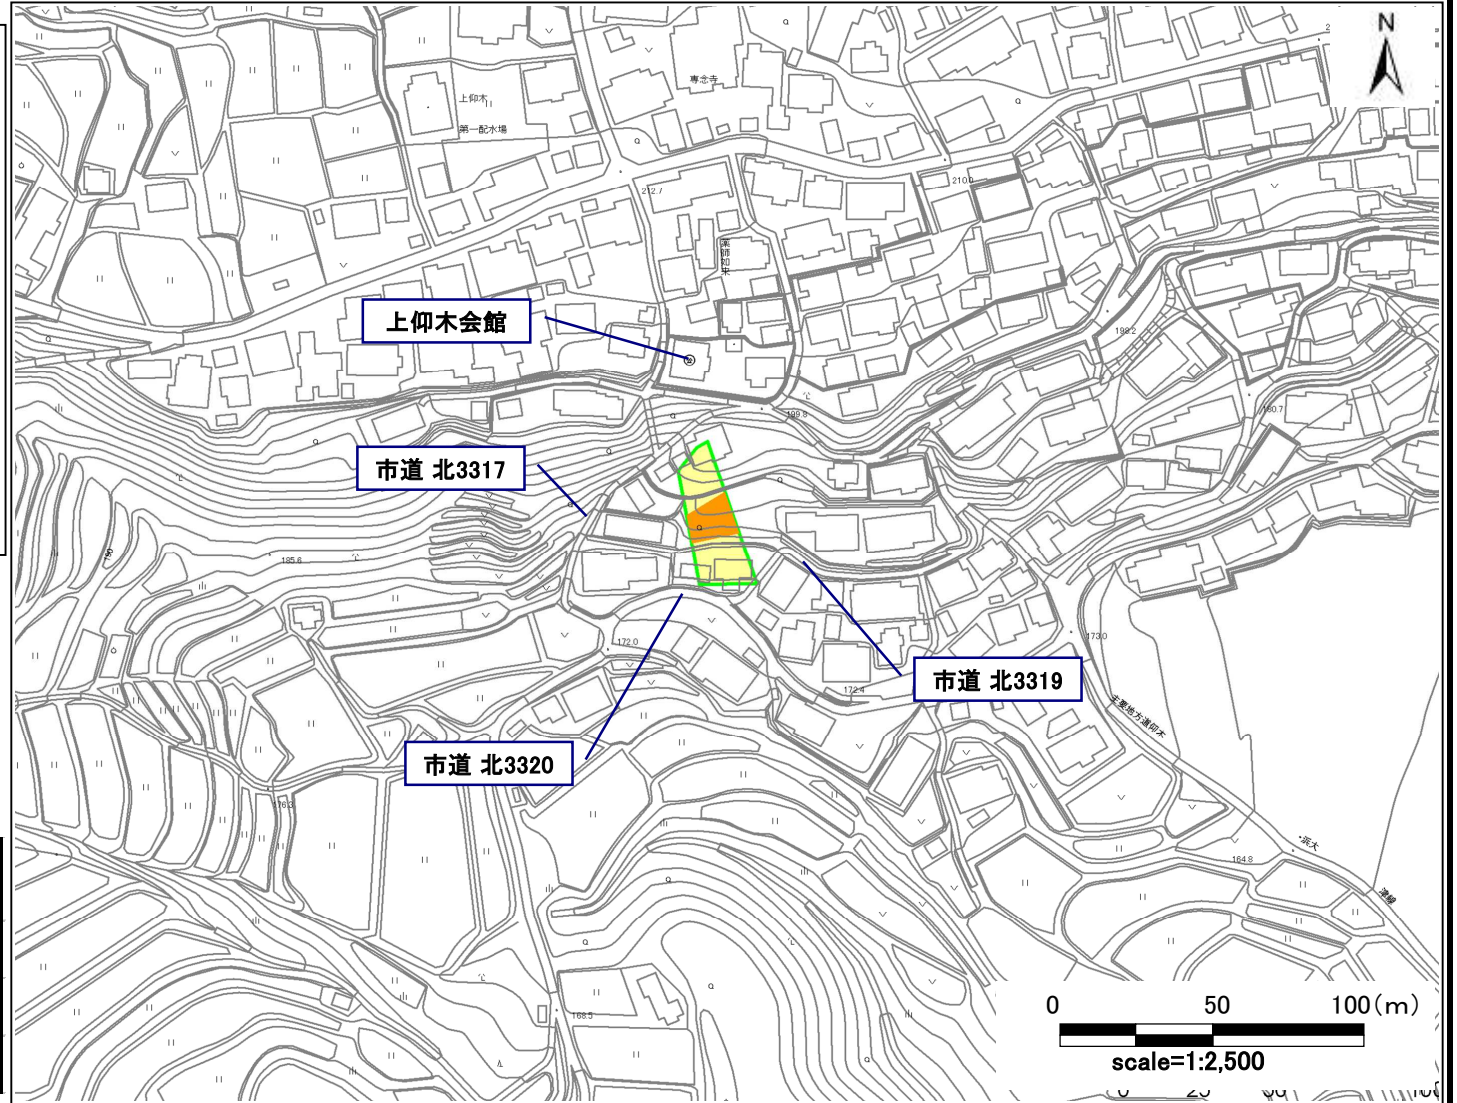 N
専念寺
上仰木
第一配水場
212.7
210.0
薬師如来
198.2
上仰木会館
199.8
180.7
市道 北3317
185.6
172.0
173.0
市道 北3319
172.4
主要地方道仰木
市道 北3320
176.3
・浜大
164.8
津線
168.5
0 50 100(m)
scale=1:2,500